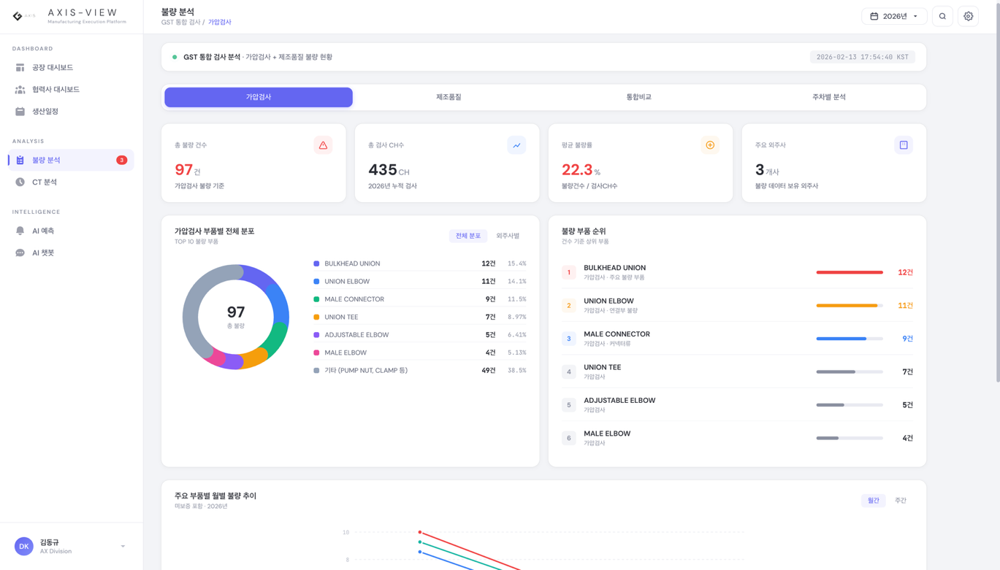 AXIS
AXIS-VIEW
Manufacturing Execution Platform
불량 분석
GST 통합 검사 / 가압검사
2026년
DASHBOARD
공장 대시보드
협력사 대시보드
생산일정
ANALYSIS
불량 분석
3
CT 분석
INTELLIGENCE
AI 예측
AI 챗봇
DK
김동규
AX Division
GST 통합 검사 분석 · 가압검사 + 제조품질 불량 현황
2026-02-13 17:54:40 KST
가압검사
제조품질
통합비교
주차별 분석
총 불량 건수
97건
가압검사 불량 기준
총 검사 CH수
435CH
2026년 누적 검사
평균 불량률
22.3%
불량건수 / 검사CH수
주요 외주사
3개사
불량 데이터 보유 외주사
가압검사 부품별 전체 분포
TOP 10 불량 부품
전체 분포
외주사별
97
총 불량
BULKHEAD UNION 12건 15.4%
UNION ELBOW 11건 14.1%
MALE CONNECTOR 9건 11.5%
UNION TEE 7건 8.97%
ADJUSTABLE ELBOW 5건 6.41%
MALE ELBOW 4건 5.13%
기타 (PUMP NUT, CLAMP 등) 49건 38.5%
불량 부품 순위
건수 기준 상위 부품
1 BULKHEAD UNION 12건
가압검사 · 주요 불량 부품
2 UNION ELBOW 11건
가압검사 · 연결부 불량
3 MALE CONNECTOR 9건
가압검사 · 커넥터류
4 UNION TEE 7건
가압검사
5 ADJUSTABLE ELBOW 5건
가압검사
6 MALE ELBOW 4건
가압검사
주요 부품별 월별 불량 추이
미보증 포함 · 2026년
월간
주간
10
8